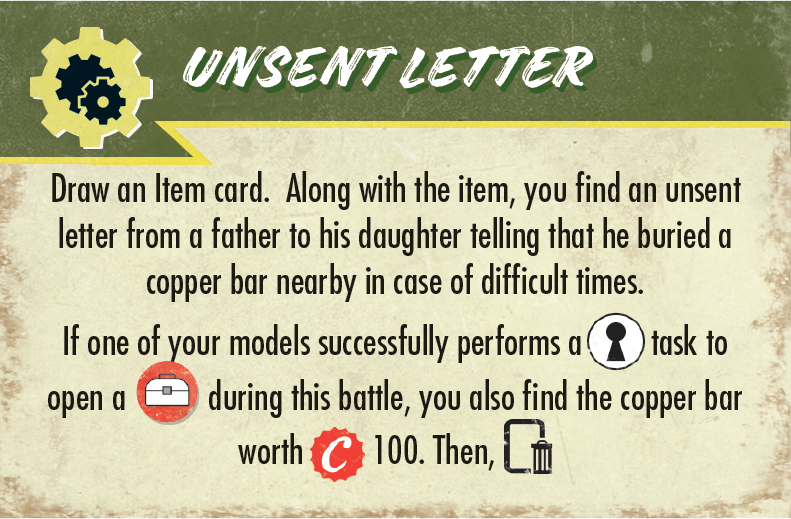 UNSENT LETTER
Draw an Item card. Along with the item, you find an unsent
letter from a father to his daughter telling that he buried a
copper bar nearby in case of difficult times.
If one of your models successfully performs a task to
open a during this battle, you also find the copper bar
worth C 100. Then,